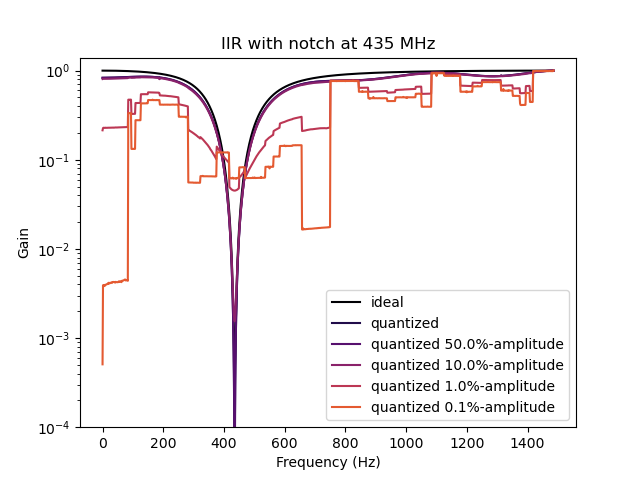 IIR with notch at 435 MHz
Gain
10⁰
10⁻¹
10⁻²
10⁻³
10⁻⁴
ideal
quantized
quantized 50.0%-amplitude
quantized 10.0%-amplitude
quantized 1.0%-amplitude
quantized 0.1%-amplitude
0 200 400 600 800 1000 1200 1400
Frequency (Hz)